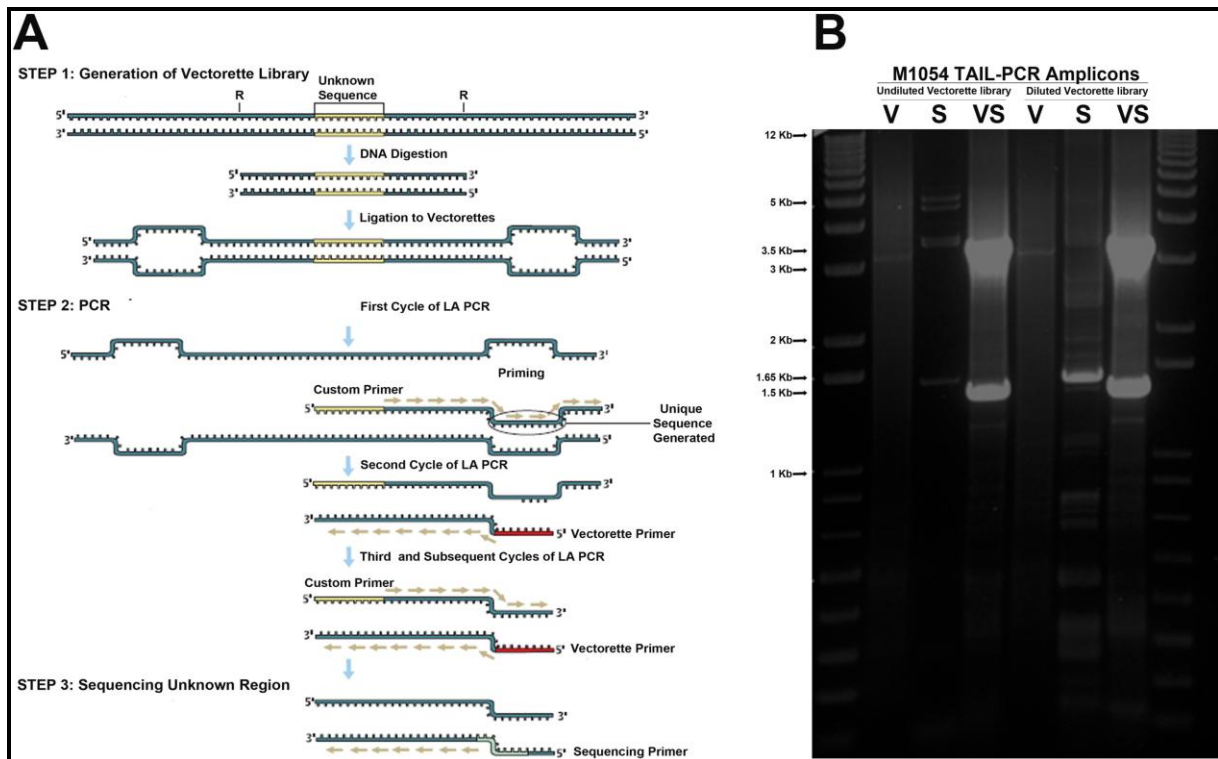 A
STEP 1: Generation of Vectorette Library
Unknown
Sequence
R
R
5'
3'
3'
5'
DNA Digestion
5'
3'
3'
5'
Ligation to Vectorettes
5'
3'
3'
5'
STEP 2: PCR
First Cycle of LA PCR
5'
3'
Priming
Custom Primer
5'
3'
Unique
Sequence
Generated
3'
5'
Second Cycle of LA PCR
5'
3'
3'
5' Vectorette Primer
Third and Subsequent Cycles of LA PCR
Custom Primer
5'
3'
3'
5' Vectorette Primer
STEP 3: Sequencing Unknown Region
5'
3'
3'
5' Sequencing Primer
B
M1054 TAIL-PCR Amplicons
Undiluted Vectorette library Diluted Vectorette library
V S VS V S VS
12 Kb
5 Kb
3.5 Kb
3 Kb
2 Kb
1.65 Kb
1.5 Kb
1 Kb